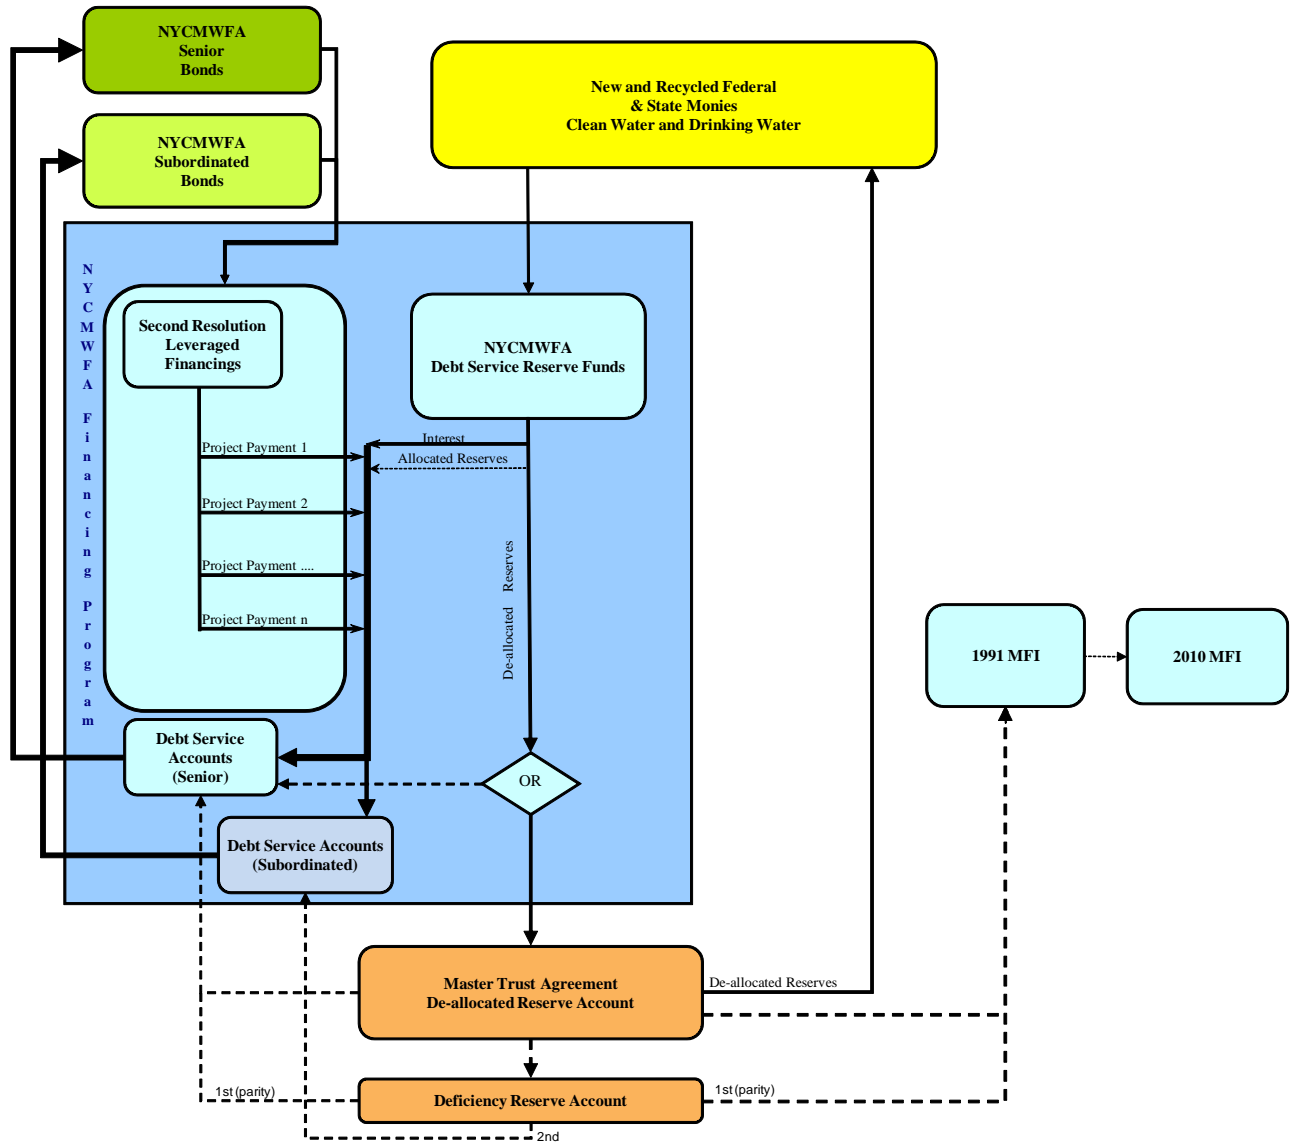 NYCMWFA
Senior
Bonds
New and Recycled Federal
& State Monies
Clean Water and Drinking Water
NYCMWFA
Subordinated
Bonds
NYCMWFA Financing Program
Second Resolution
Leveraged
Financings
NYCMWFA
Debt Service Reserve Funds
Interest
Allocated Reserves
Project Payment 1
Project Payment 2
Project Payment ....
Project Payment n
De-allocated Reserves
1991 MFI
2010 MFI
Debt Service
Accounts
(Senior)
OR
Debt Service Accounts
(Subordinated)
Master Trust Agreement
De-allocated Reserve Account
De-allocated Reserves
1st (parity)
Deficiency Reserve Account
1st (parity)
2nd